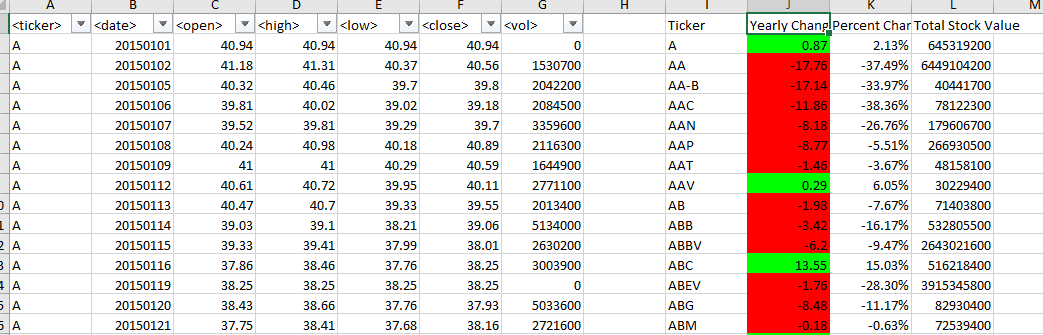 A B C D E F G H I J K L M
<ticker> <date> <open> <high> <low> <close> <vol> Ticker Yearly Chang Percent Char Total Stock Value
A 20150101 40.94 40.94 40.94 40.94 0 A 0.87 2.13% 645319200
A 20150102 41.18 41.31 40.37 40.56 1530700 AA -17.76 -37.49% 6449104200
A 20150105 40.32 40.46 39.7 39.8 2042200 AA-B -17.14 -33.97% 40441700
A 20150106 39.81 40.02 39.02 39.18 2084500 AAC -11.86 -38.36% 78122300
A 20150107 39.52 39.81 39.29 39.7 3359600 AAN -8.18 -26.76% 179606700
A 20150108 40.24 40.98 40.18 40.89 2116300 AAP -8.77 -5.51% 266930500
A 20150109 41 41 40.29 40.59 1644900 AAT -1.46 -3.67% 48158100
A 20150112 40.61 40.72 39.95 40.11 2771100 AAV 0.29 6.05% 30229400
A 20150113 40.47 40.7 39.33 39.55 2013400 AB -1.98 -7.67% 71403800
A 20150114 39.03 39.1 38.21 39.06 5134000 ABB -3.42 -16.17% 532805500
A 20150115 39.33 39.41 37.99 38.01 2630200 ABBV -6.2 -9.47% 2643021600
A 20150116 37.86 38.46 37.76 38.25 3003900 ABC 13.55 15.03% 516218400
A 20150119 38.25 38.25 38.25 38.25 0 ABEV -1.76 -28.30% 3915345800
A 20150120 38.43 38.66 37.76 37.93 5033600 ABG -8.48 -11.17% 82930400
A 20150121 37.75 38.41 37.68 38.16 2721600 ABM -0.18 -0.63% 72539400